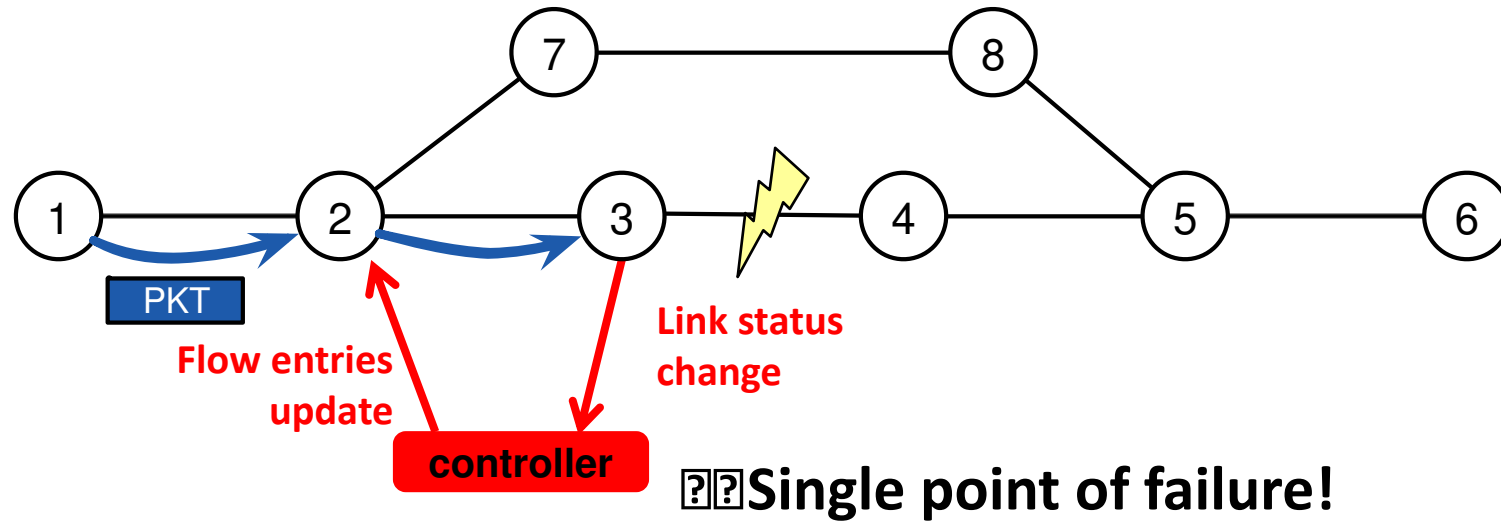 7
8
1
2
3
4
5
6
PKT
Link status
change
Flow entries
update
controller
⍰⍰Single point of failure!